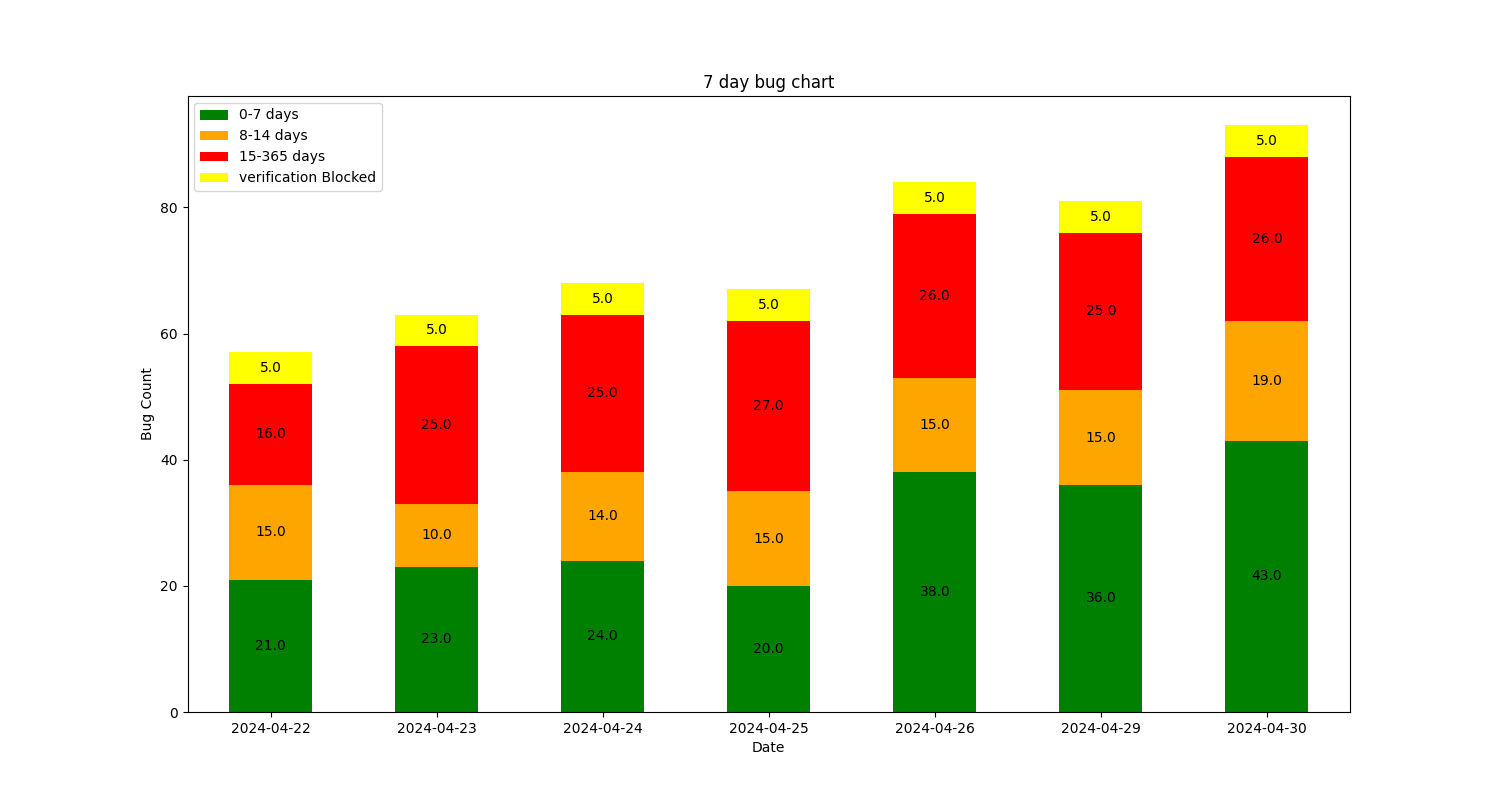 7 day bug chart
0-7 days
8-14 days
15-365 days
verification Blocked
Bug Count
80
60
40
20
0
5.0 5.0 5.0 5.0 5.0 5.0 5.0
16.0 25.0 25.0 27.0 26.0 25.0 26.0
15.0 10.0 14.0 15.0 15.0 15.0 19.0
21.0 23.0 24.0 20.0 38.0 36.0 43.0
2024-04-22 2024-04-23 2024-04-24 2024-04-25 2024-04-26 2024-04-29 2024-04-30
Date